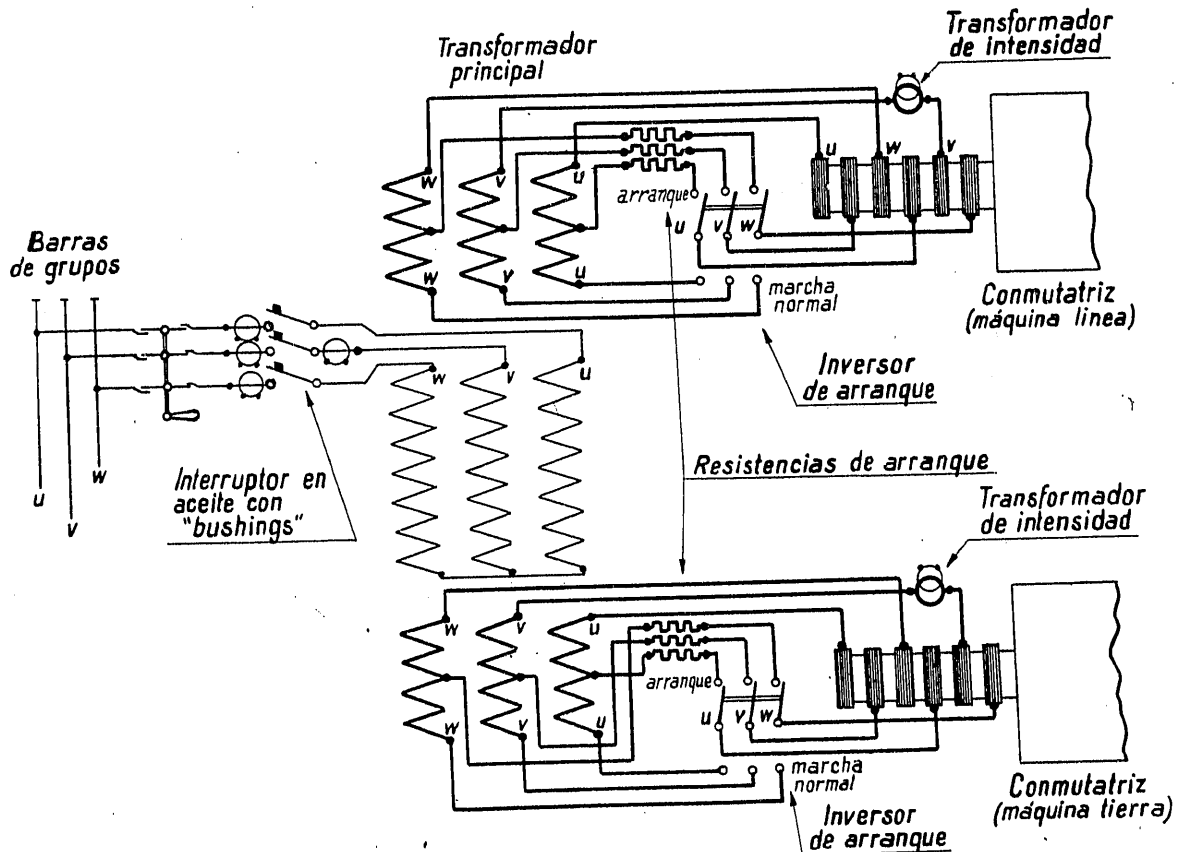 Transformador
de intensidad
Transformador
principal
u
w
v
w
v
u
arranque
u
v
w
Barras
de grupos
w
v
u
marcha
normal
Conmutatriz
(máquina linea)
Inversor
de arranque
w
v
u
Resistencias de arranque
Interruptor en
aceite con
"bushings"
u
v
w
Transformador
de intensidad
w
v
u
arranque
u
v
w
w
v
u
marcha
normal
Conmutatriz
(máquina tierra)
Inversor
de arranque